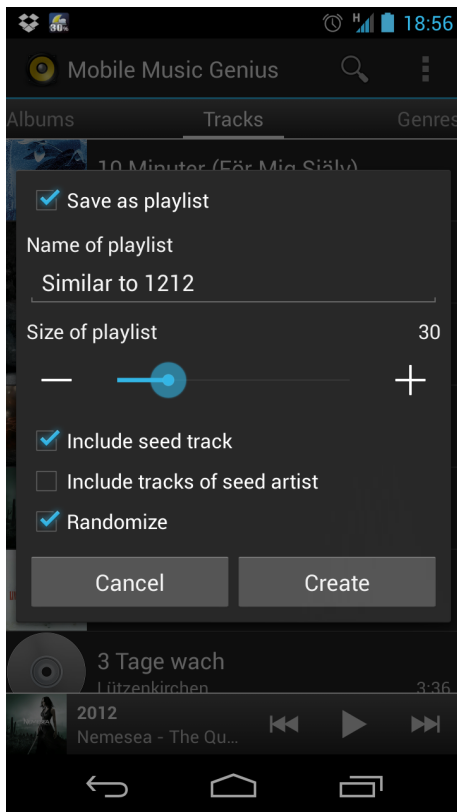 30%
H
18:56
Mobile Music Genius
Albums
Tracks
Genres
10 Minuter (För Mig Själv)
Save as playlist
Name of playlist
Similar to 1212
Size of playlist
30
Include seed track
Include tracks of seed artist
Randomize
Cancel
Create
3 Tage wach
Lützenkirchen
3:36
2012
Nemesea - The Qu...